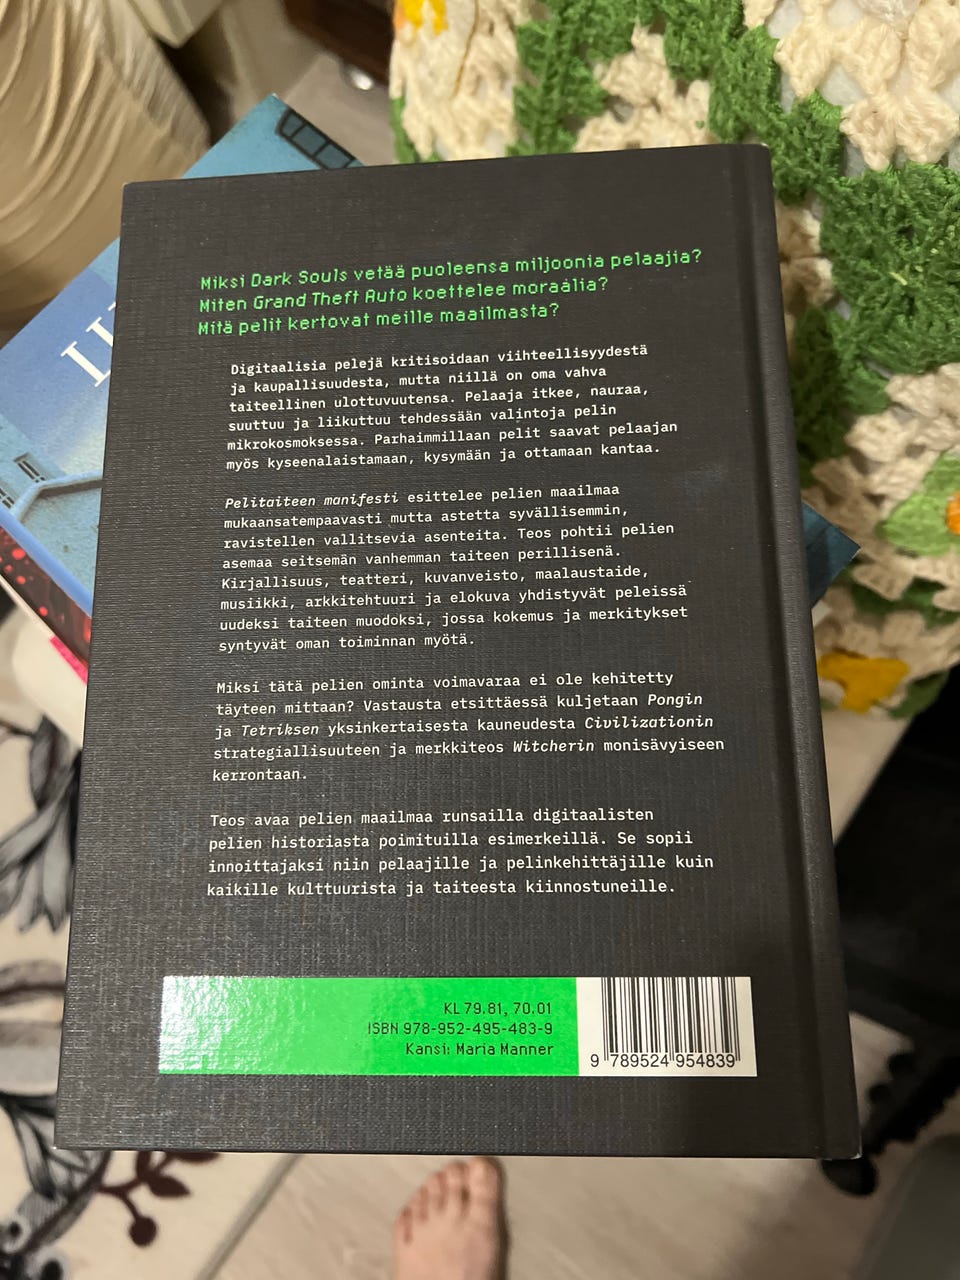 Miksi Dark Souls vetää puoleensa miljoonia pelaajia?
Miten Grand Theft Auto koettelee moraalia?
Mitä pelit kertovat meille maailmasta?
Digitaalisia pelejä kritisoidaan viihteellisyydestä
ja kaupallisuudesta, mutta niillä on oma vahva
taiteellinen ulottuvuutensa. Pelaaja itkee, nauraa,
suuttuu ja liikuttuu tehdessään valintoja pelin
mikrokosmoksessa. Parhaimmillaan pelit saavat pelaajan
myös kyseenalaistamaan, kysymään ja ottamaan kantaa.
Pelitaiteen manifesti esittelee pelien maailmaa
mukaansatempaavasti mutta astetta syvällisemmin,
ravistellen vallitsevia asenteita. Teos pohtii pelien
asemaa seitsemän vanhemman taiteen perillisenä.
Kirjallisuus, teatteri, kuvanveisto, maalaustaide,
musiikki, arkkitehtuuri ja elokuva yhdistyvät peleissä
uudeksi taiteen muodoksi, jossa kokemus ja merkitykset
syntyvät oman toiminnan myötä.
Miksi tätä pelien ominta voimavaraa ei ole kehitetty
täyteen mittaan? Vastausta etsittäessä kuljetaan Pongin
ja Tetriksen yksinkertaisesta kauneudesta Civilizationin
strategiallisuuteen ja merkkiteos Witcherin monisävyiseen
kerrontaan.
Teos avaa pelien maailmaa runsailla digitaalisten
pelien historiasta poimituilla esimerkeillä. Se sopii
innoittajaksi niin pelaajille ja pelinkehittäjille kuin
kaikille kulttuurista ja taiteesta kiinnostuneille.
KL 79.81, 70.01
ISBN 978-952-495-483-9
Kansi: Maria Manner
9 789524 954839